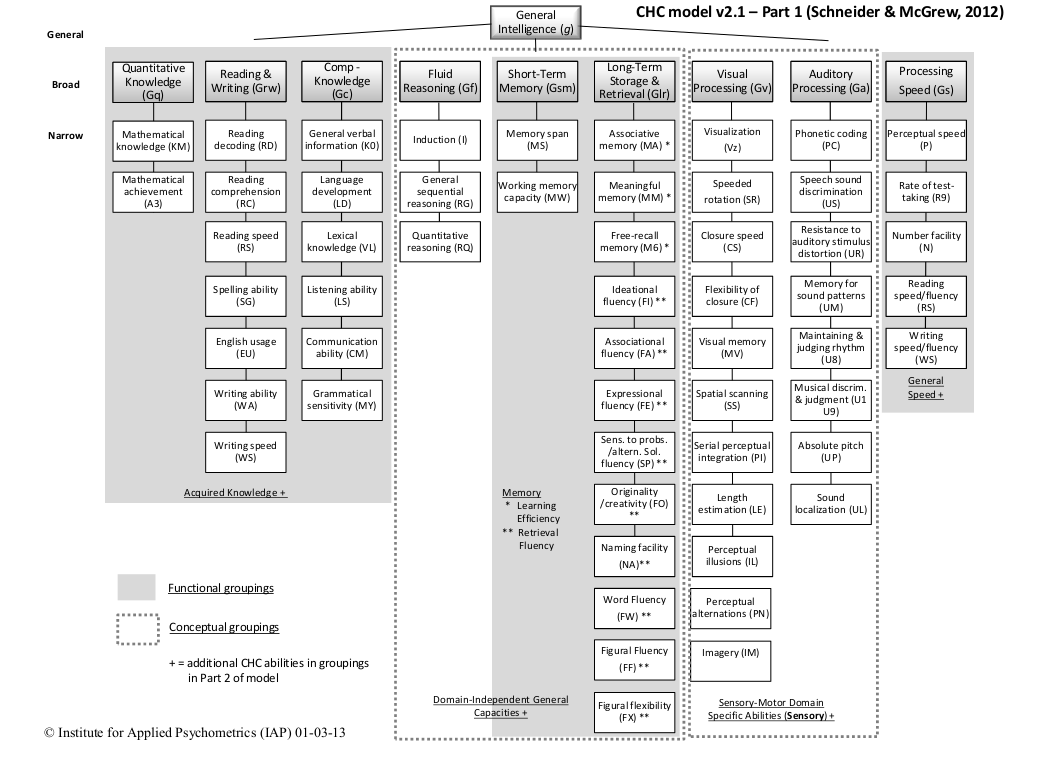 CHC model v2.1 – Part 1 (Schneider & McGrew, 2012)
General
Intelligence (g)
General
Broad
Narrow
Quantitative
Knowledge
(Gq)
Mathematical
knowledge (KM)
Mathematical
achievement
(A3)
Reading &
Writing (Grw)
Reading
decoding (RD)
Reading
comprehension
(RC)
Reading speed
(RS)
Spelling ability
(SG)
English usage
(EU)
Writing ability
(WA)
Writing speed
(WS)
Comp -
Knowledge
(Gc)
General verbal
information (K0)
Language
development
(LD)
Lexical
knowledge (VL)
Listening ability
(LS)
Communication
ability (CM)
Grammatical
sensitivity (MY)
Acquired Knowledge +
Fluid
Reasoning (Gf)
Induction (I)
General
sequential
reasoning (RG)
Quantitative
reasoning (RQ)
Short-Term
Memory (Gsm)
Memory span
(MS)
Working memory
capacity (MW)
Memory
* Learning
Efficiency
** Retrieval
Fluency
Long-Term
Storage &
Retrieval (Glr)
Associative
memory (MA) *
Meaningful
memory (MM) *
Free-recall
memory (M6) *
Ideational
fluency (FI) **
Associational
fluency (FA) **
Expressional
fluency (FE) **
Sens. to probs.
/altern. Sol.
fluency (SP) **
Originality
/creativity (FO)
**
Naming facility
(NA)**
Word Fluency
(FW) **
Figural Fluency
(FF) **
Figural flexibility
(FX) **
Domain-Independent General
Capacities +
Visual
Processing (Gv)
Visualization
(Vz)
Speeded
rotation (SR)
Closure speed
(CS)
Flexibility of
closure (CF)
Visual memory
(MV)
Spatial scanning
(SS)
Serial perceptual
integration (PI)
Length
estimation (LE)
Perceptual
illusions (IL)
Perceptual
alternations (PN)
Imagery (IM)
Auditory
Processing (Ga)
Phonetic coding
(PC)
Speech sound
discrimination
(US)
Resistance to
auditory stimulus
distortion (UR)
Memory for
sound patterns
(UM)
Maintaining &
judging rhythm
(U8)
Musical discrim.
& judgment (U1
U9)
Absolute pitch
(UP)
Sound
localization (UL)
Sensory-Motor Domain
Specific Abilities (Sensory) +
Processing
Speed (Gs)
Perceptual speed
(P)
Rate of test-
taking (R9)
Number facility
(N)
Reading
speed/fluency
(RS)
Writing
speed/fluency
(WS)
General
Speed +
Functional groupings
Conceptual groupings
+ = additional CHC abilities in groupings
in Part 2 of model
© Institute for Applied Psychometrics (IAP) 01-03-13